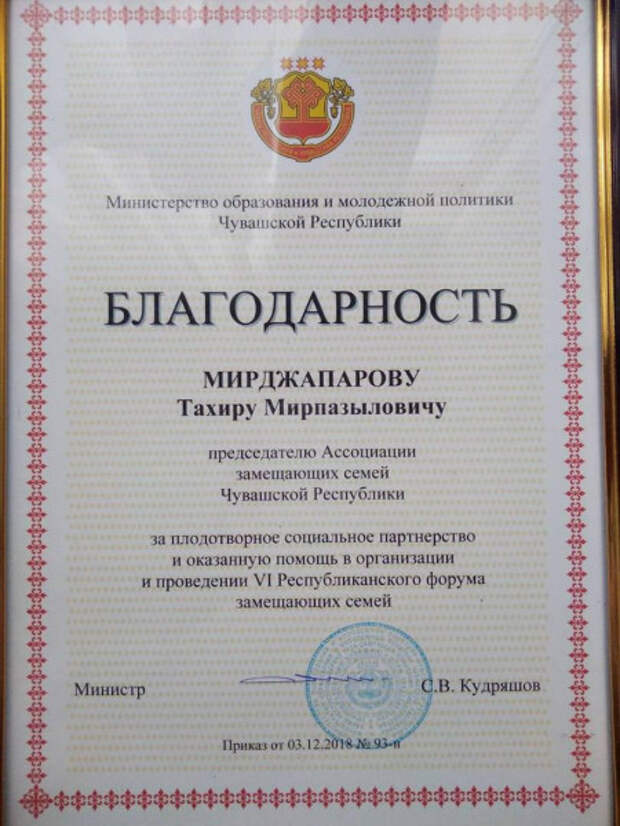 Министерство образования и молодежной политики
Чувашской Республики
БЛАГОДАРНОСТЬ
МИРДЖАПАРОВУ
Тахиру Мирпазыловичу
председателю Ассоциации
замещающих семей
Чувашской Республики
за плодотворное социальное партнерство
и оказанную помощь в организации
и проведении VI Республиканского форума
замещающих семей
Министр
С.В. Кудряшов
Приказ от 03.12.2018 № 93-п